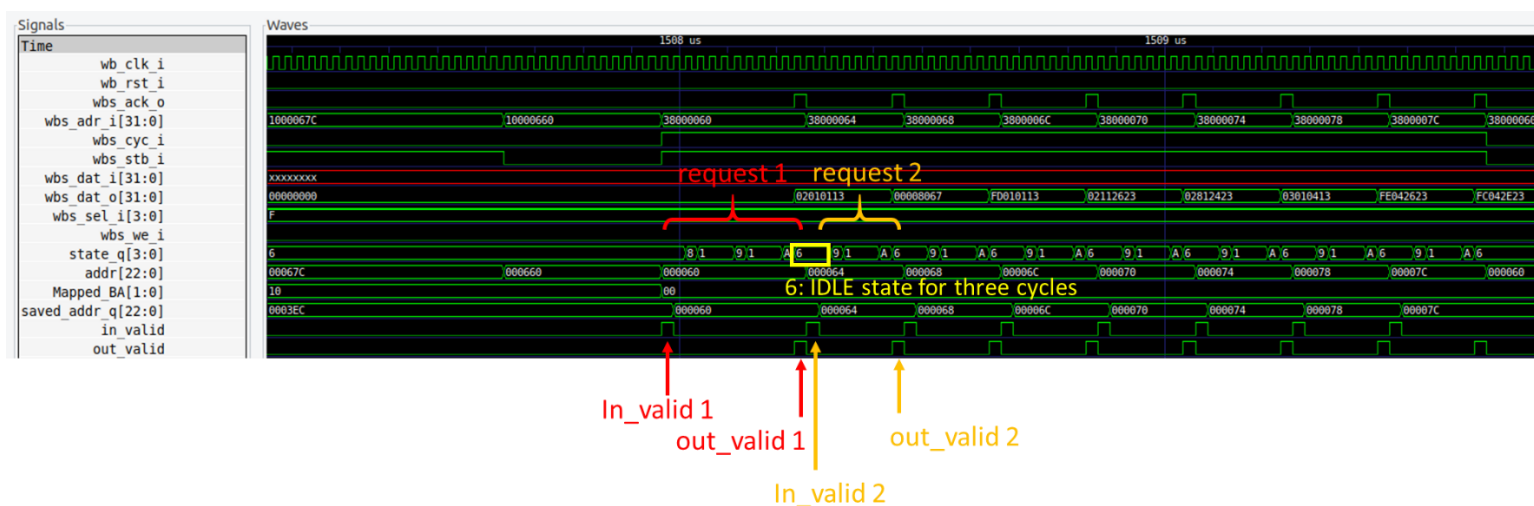 Signals
Waves
Time
1508 us
1509 us
wb_clk_i
wb_rst_i
wbs_ack_o
wbs_adr_i[31:0]
1000067C 10000660 38000060 38000064 38000068 3800006C 38000070 38000074 38000078 3800007C 38000060
wbs_cyc_i
wbs_stb_i
wbs_dat_i[31:0]
xxxxxxxx
request 1 request 2
wbs_dat_o[31:0]
00000000 02010113 00008067 FD010113 02112623 02812423 03010413 FE042623 FC042E23
wbs_sel_i[3:0]
F
wbs_we_i
state_q[3:0]
6 8 1 9 1 A 6 9 1 A 6 9 1 A 6 9 1 A 6 9 1 A 6 9 1 A 6 9 1 A 6 9 1 A 6
addr[22:0]
00067C 000660 000060 000064 000068 00006C 000070 000074 000078 00007C 000060
Mapped_BA[1:0]
10 00
6: IDLE state for three cycles
saved_addr_q[22:0]
0003EC 000060 000064 000068 00006C 000070 000074 000078 00007C
in_valid
out_valid
In_valid 1
out_valid 1
out_valid 2
In_valid 2